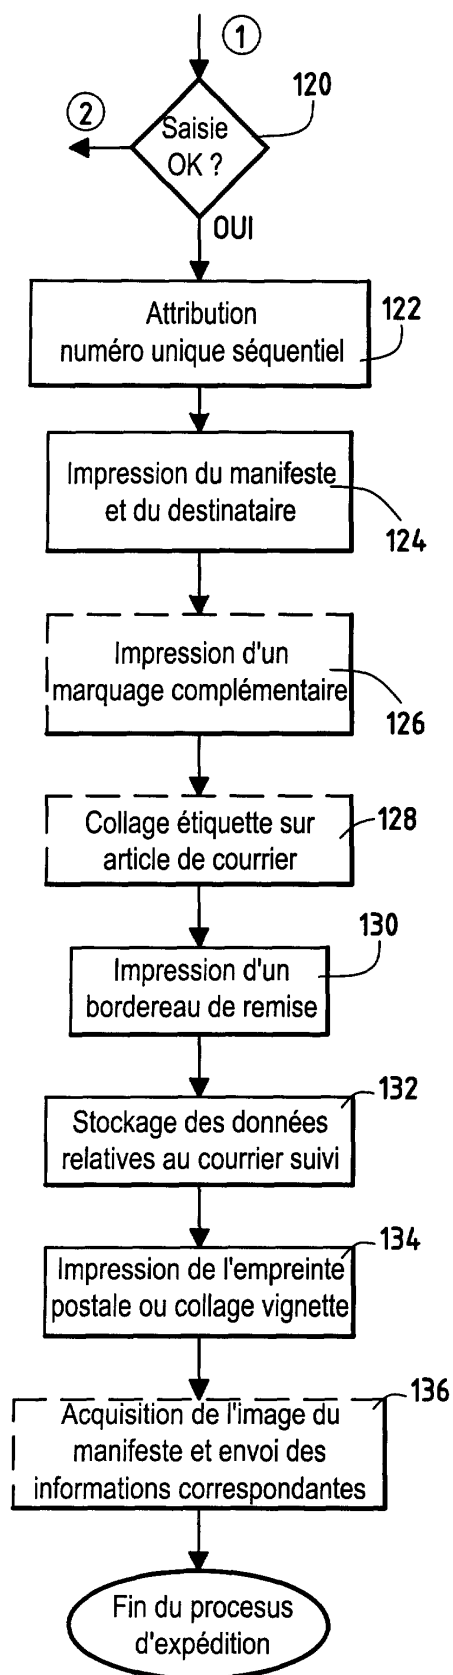 1
120
2
Saisie
OK ?
OUI
Attribution
numéro unique séquentiel
122
Impression du manifeste
et du destinataire
124
Impression d'un
marquage complémentaire
126
Collage étiquette sur
article de courrier
128
130
Impression d'un
bordereau de remise
132
Stockage des données
relatives au courrier suivi
134
Impression de l'empreinte
postale ou collage vignette
136
Acquisition de l'image du
manifeste et envoi des
informations correspondantes
Fin du procesus
d'expédition